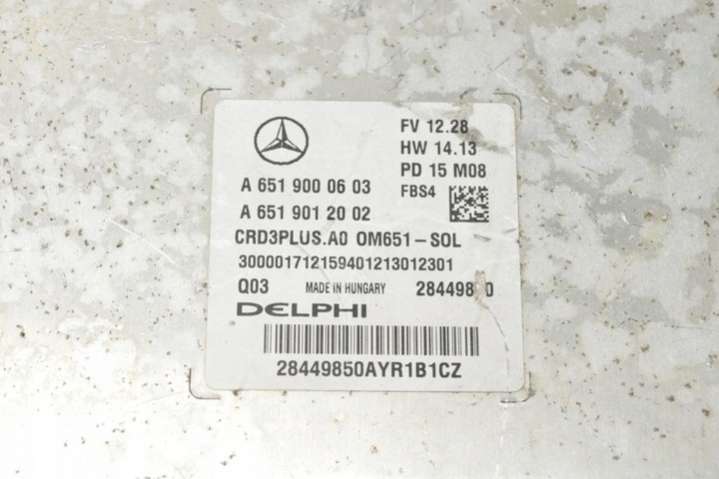 FV 12.28
HW 14.13
PD 15 M08
A 651 900 06 03 FBS4
A 651 901 20 02
CRD3PLUS.A0 OM651-SOL
300001712159401213012301
Q03 MADE IN HUNGARY
DELPHI
28449850AYR1B1CZ